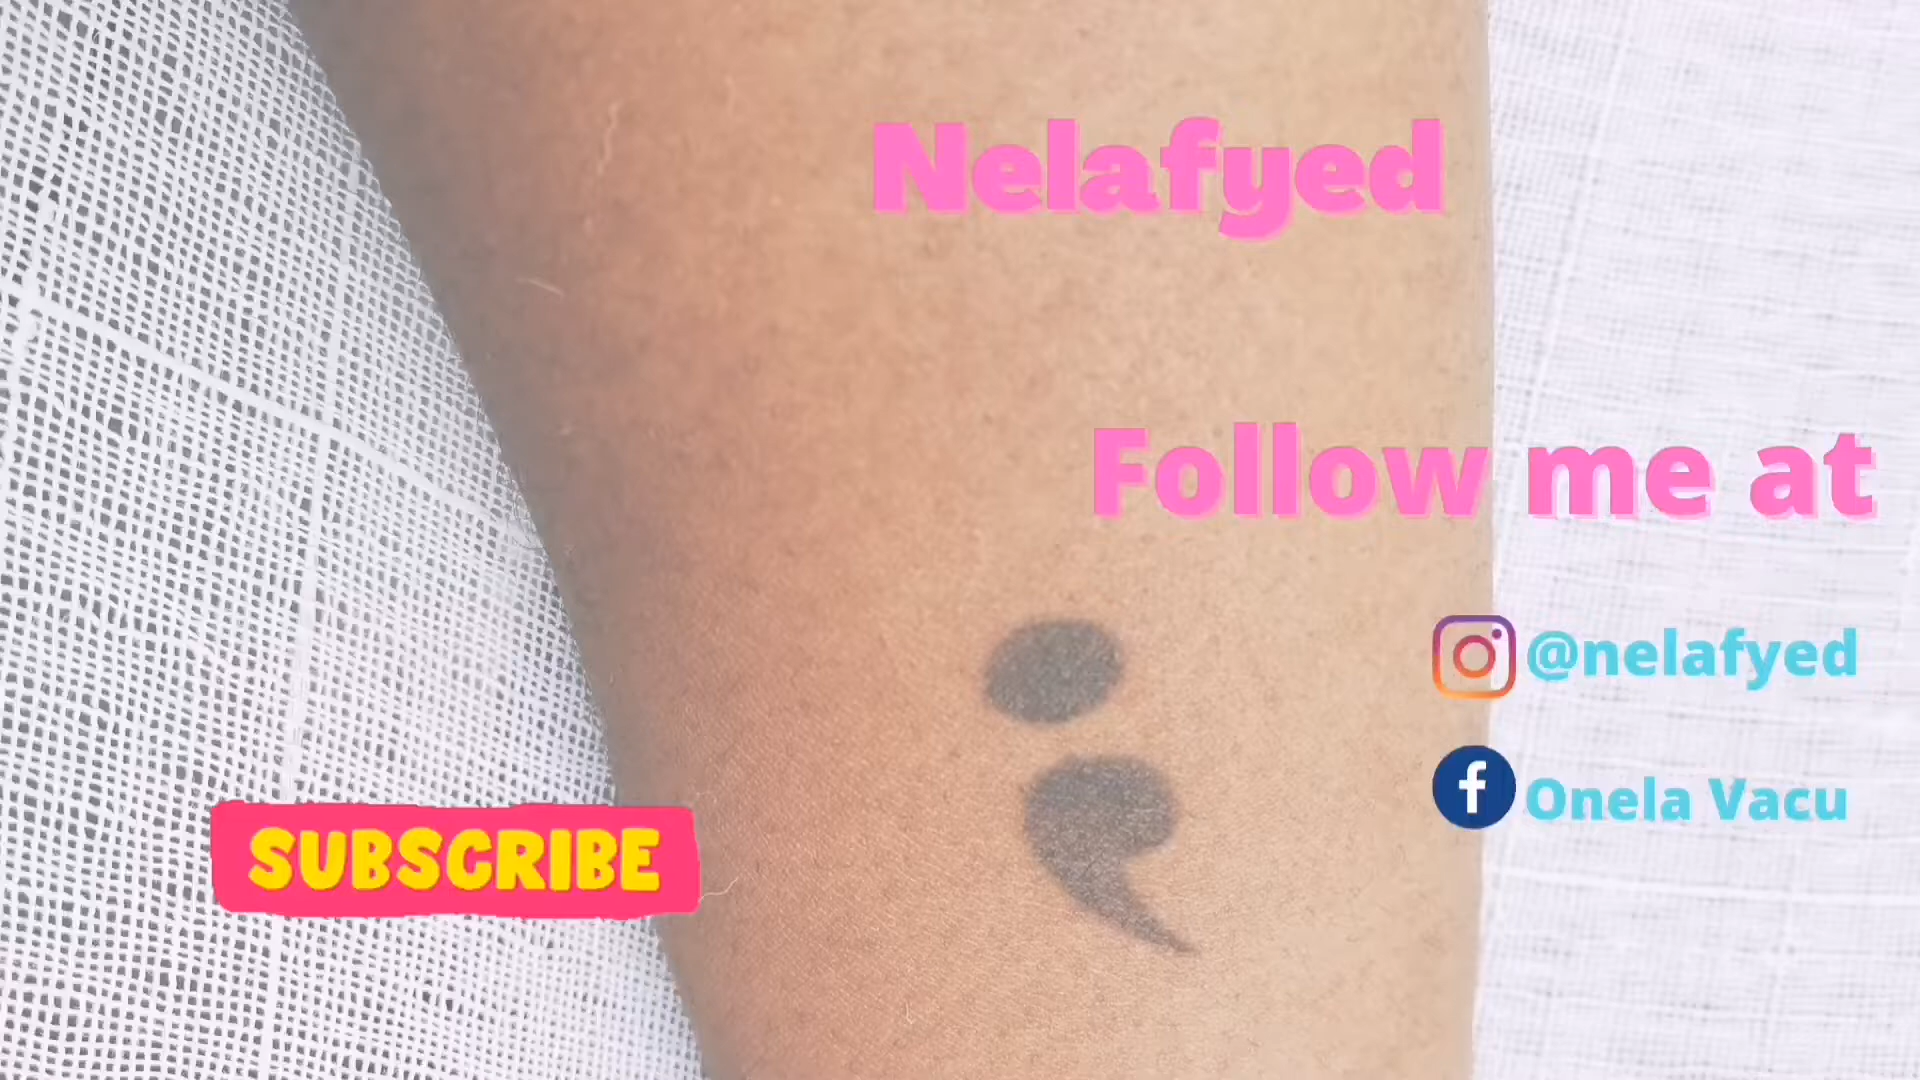 Nelafyed
Follow me at
@nelafyed
Onela Vacu
SUBSCRIBE